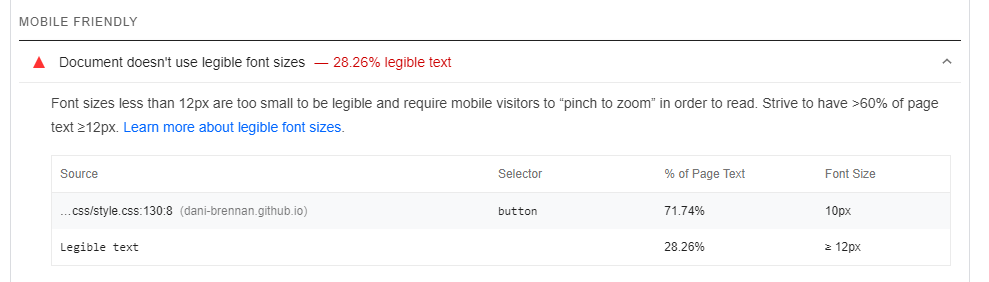 MOBILE FRIENDLY
Document doesn't use legible font sizes — 28.26% legible text
Font sizes less than 12px are too small to be legible and require mobile visitors to “pinch to zoom” in order to read. Strive to have >60% of page
text ≥12px. Learn more about legible font sizes.
Source Selector % of Page Text Font Size
…css/style.css:130:8 (dani-brennan.github.io) button 71.74% 10px
Legible text 28.26% ≥ 12px